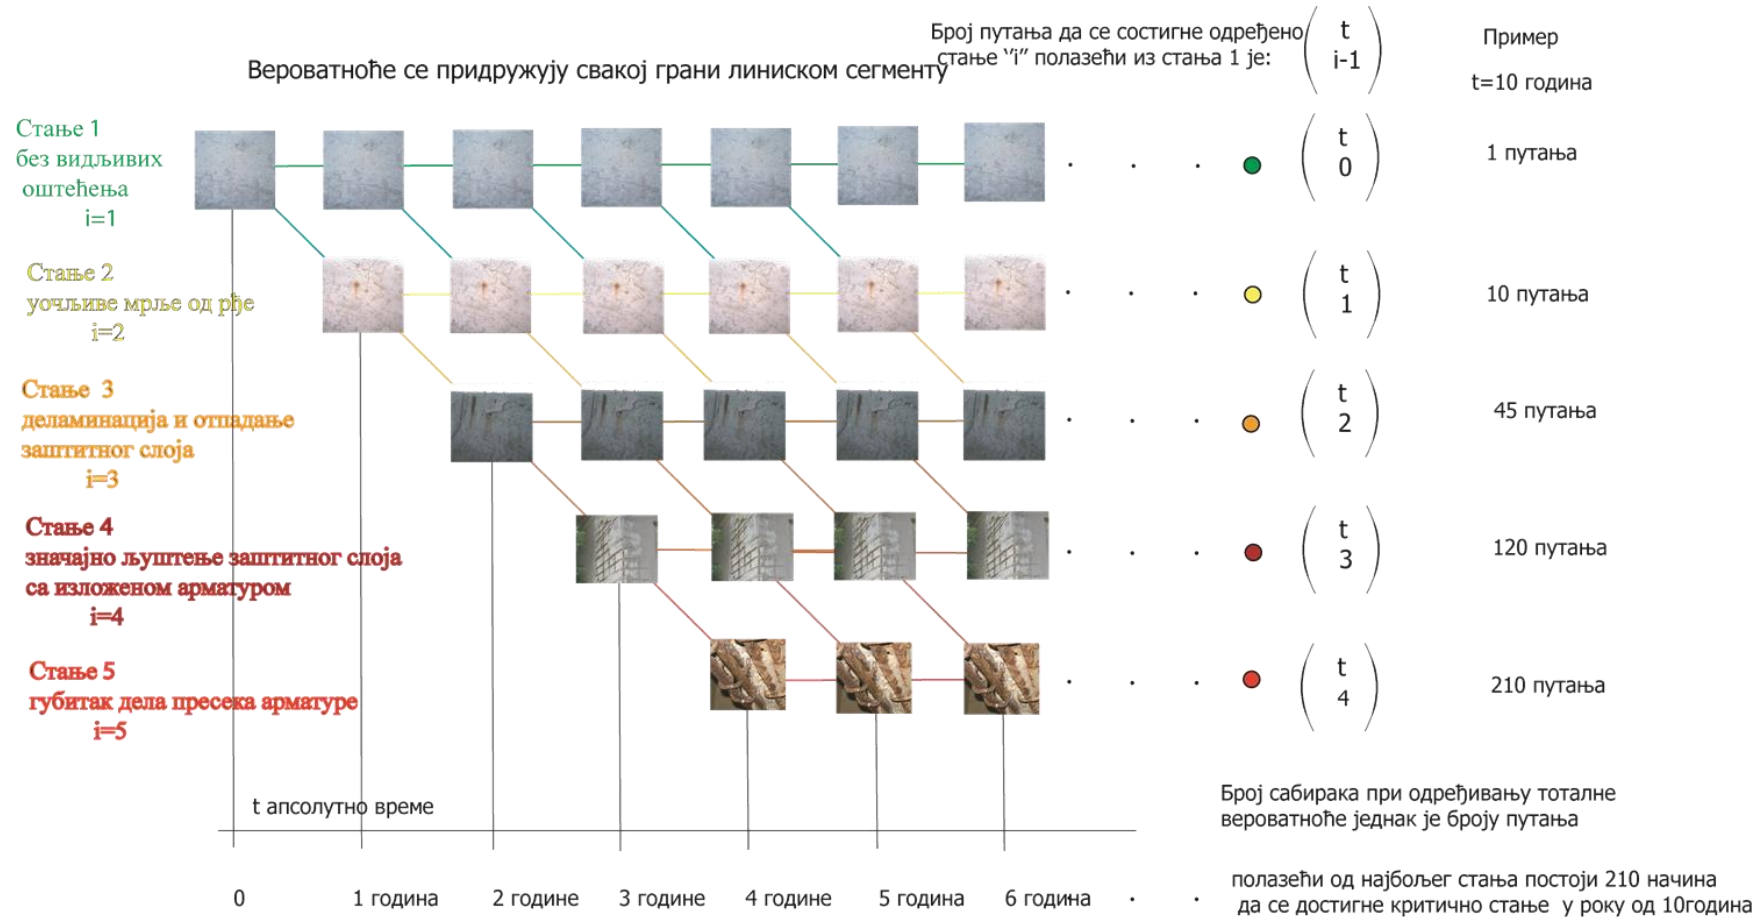 Број путања да се состигне одређено
стање ‘‘i’’ полазећи из стања 1 је:
t
i-1
Пример
t=10 година
Вероватноће се придружују свакој грани линиском сегменту
Стање 1
без видљивих
оштећења
i=1
t
0
1 путања
Стање 2
уочљиве мрље од рђе
i=2
t
1
10 путања
Стање 3
деламинација и отпадање
заштитног слоја
i=3
t
2
45 путања
Стање 4
значајно љуштење заштитног слоја
са изложеном арматуром
i=4
t
3
120 путања
Стање 5
губитак дела пресека арматуре
i=5
t
4
210 путања
t апсолутно време
Број сабирака при одређивању тоталне
вероватноће једнак је броју путања
0
1 година
2 године
3 године
4 године
5 година
6 година
полазећи од најбољег стања постоји 210 начина
да се достигне критично стање у року од 10година